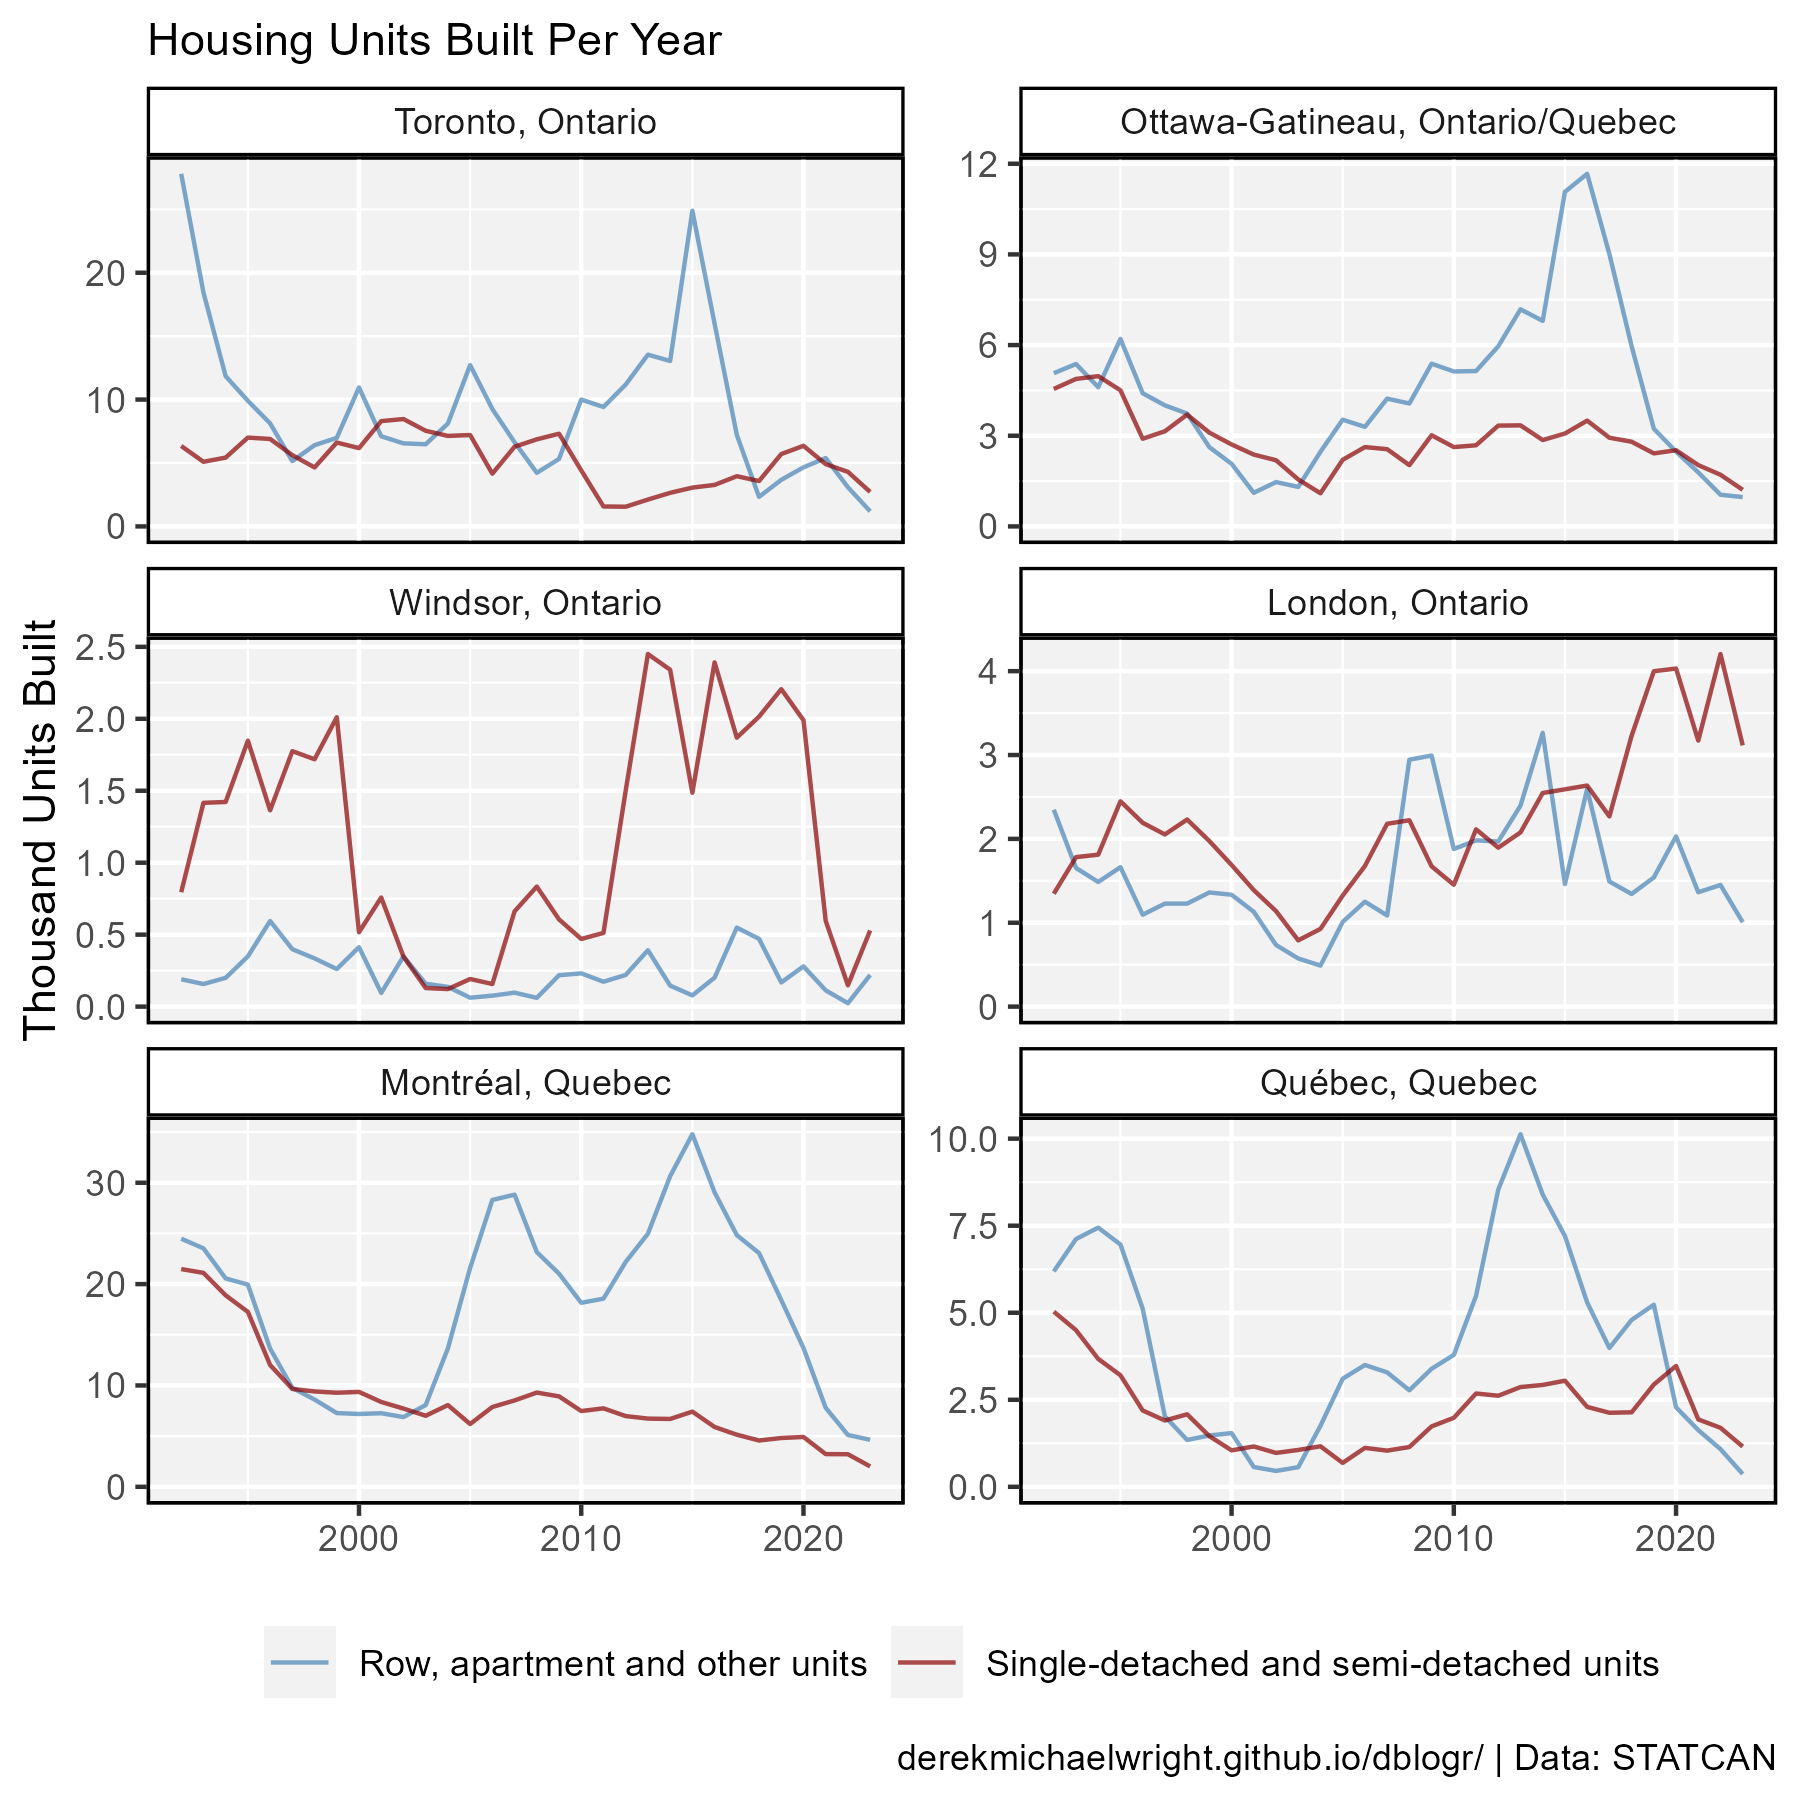 Housing Units Built Per Year
Thousand Units Built
Toronto, Ontario
20
10
0
Ottawa-Gatineau, Ontario/Quebec
12
9
6
3
0
Windsor, Ontario
2.5
2.0
1.5
1.0
0.5
0.0
London, Ontario
4
3
2
1
0
Montréal, Quebec
30
20
10
0
2000 2010 2020
Québec, Quebec
10.0
7.5
5.0
2.5
0.0
2000 2010 2020
Row, apartment and other units
Single-detached and semi-detached units
derekmichaelwright.github.io/dblogr/ | Data: STATCAN